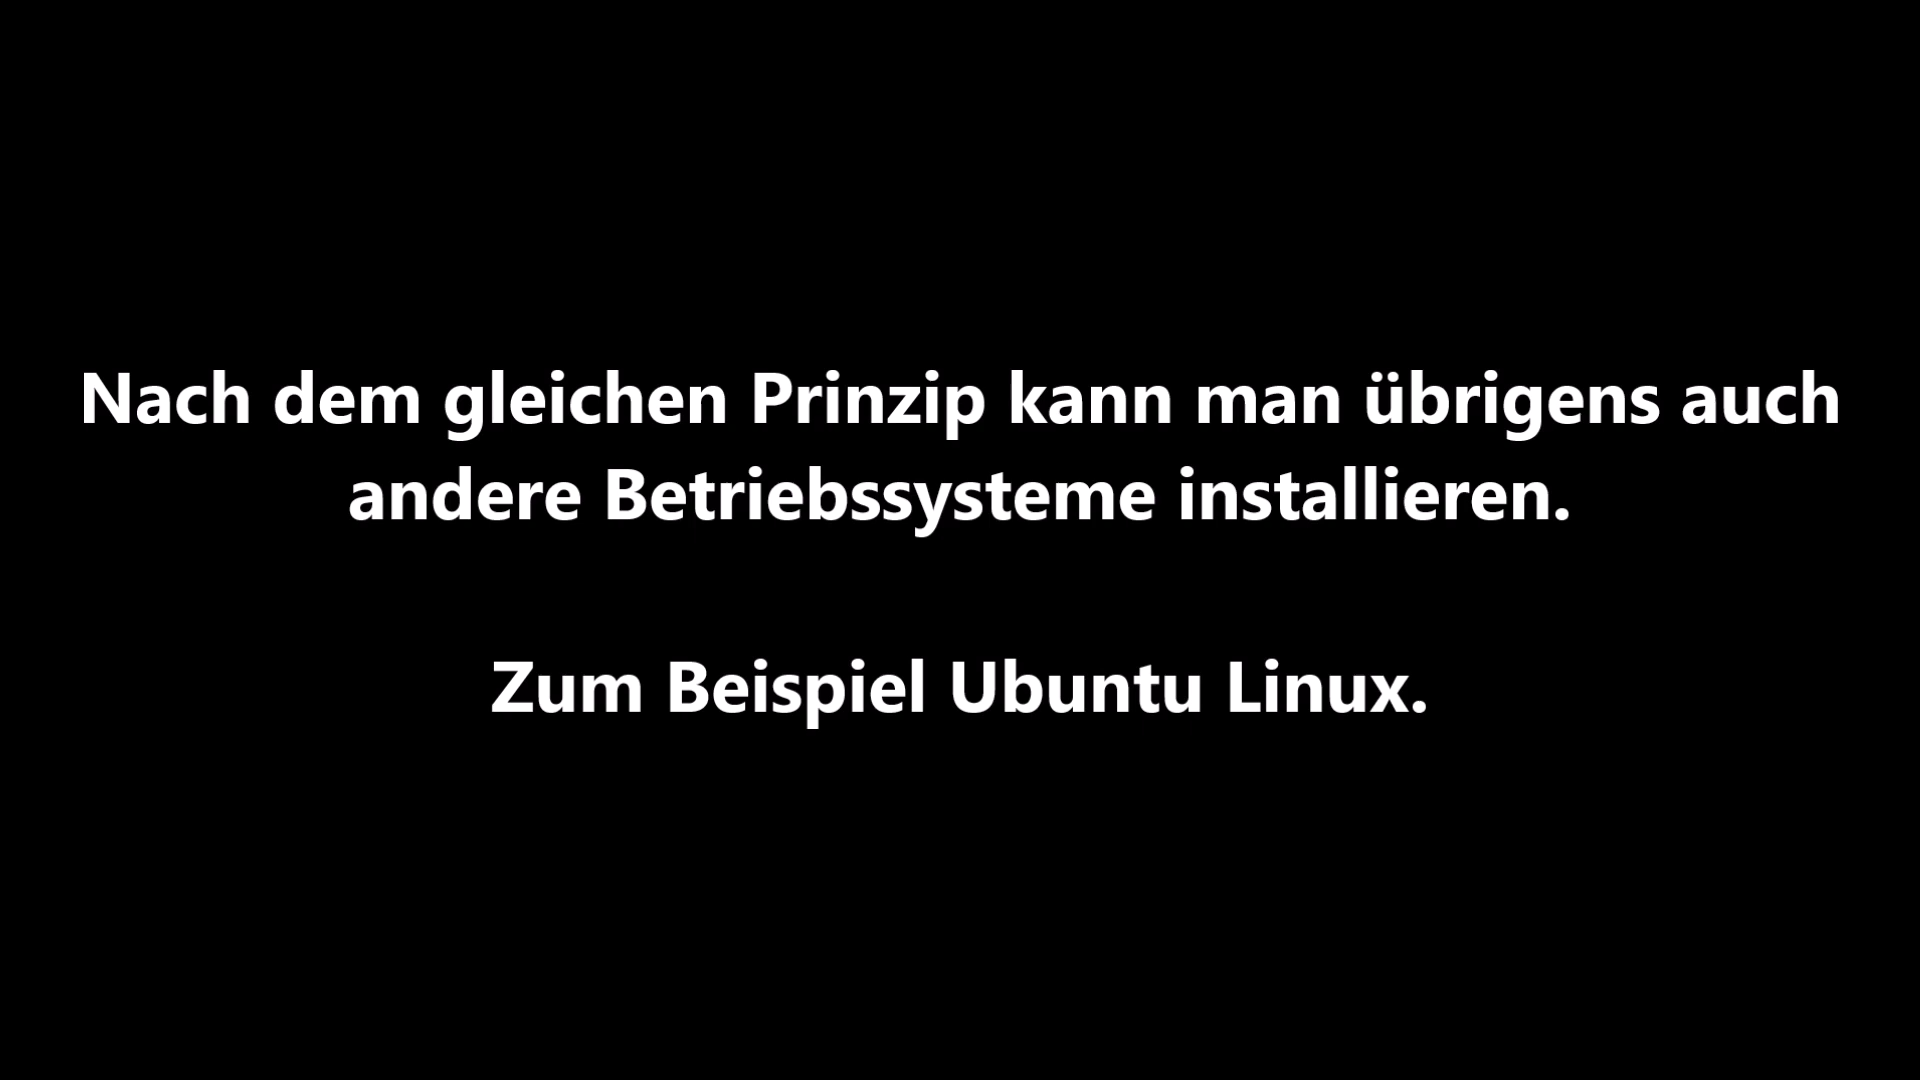 Nach dem gleichen Prinzip kann man übrigens auch
andere Betriebssysteme installieren.
Zum Beispiel Ubuntu Linux.